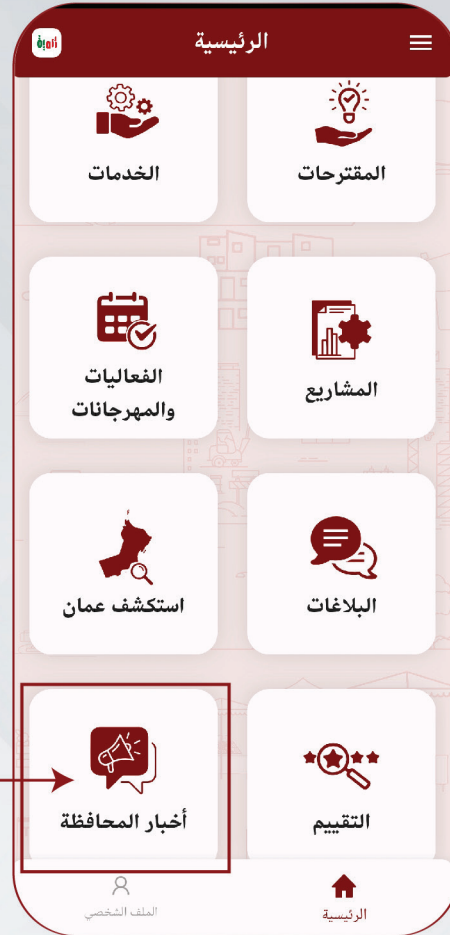 الرئيسية
المقترحات
الخدمات
المشاريع
الفعاليات
والمهرجانات
البلاغات
استكشف عمان
التقييم
أخبار المحافظة
الرئيسية
الملف الشخصي